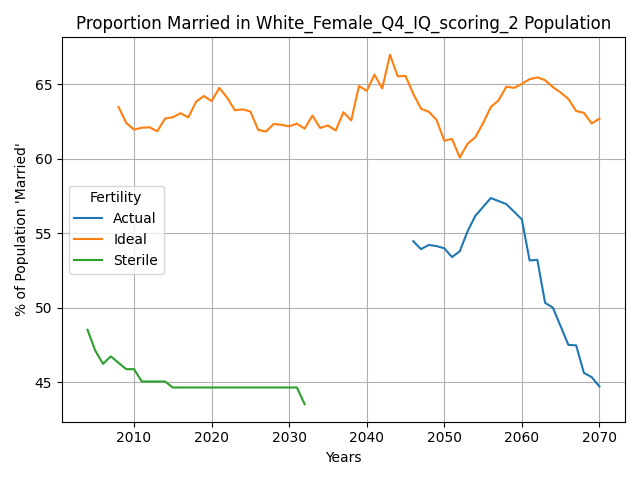 Proportion Married in White_Female_Q4_IQ_scoring_2 Population
% of Population 'Married'
65
60
55
50
45
Fertility
Actual
Ideal
Sterile
2010 2020 2030 2040 2050 2060 2070
Years